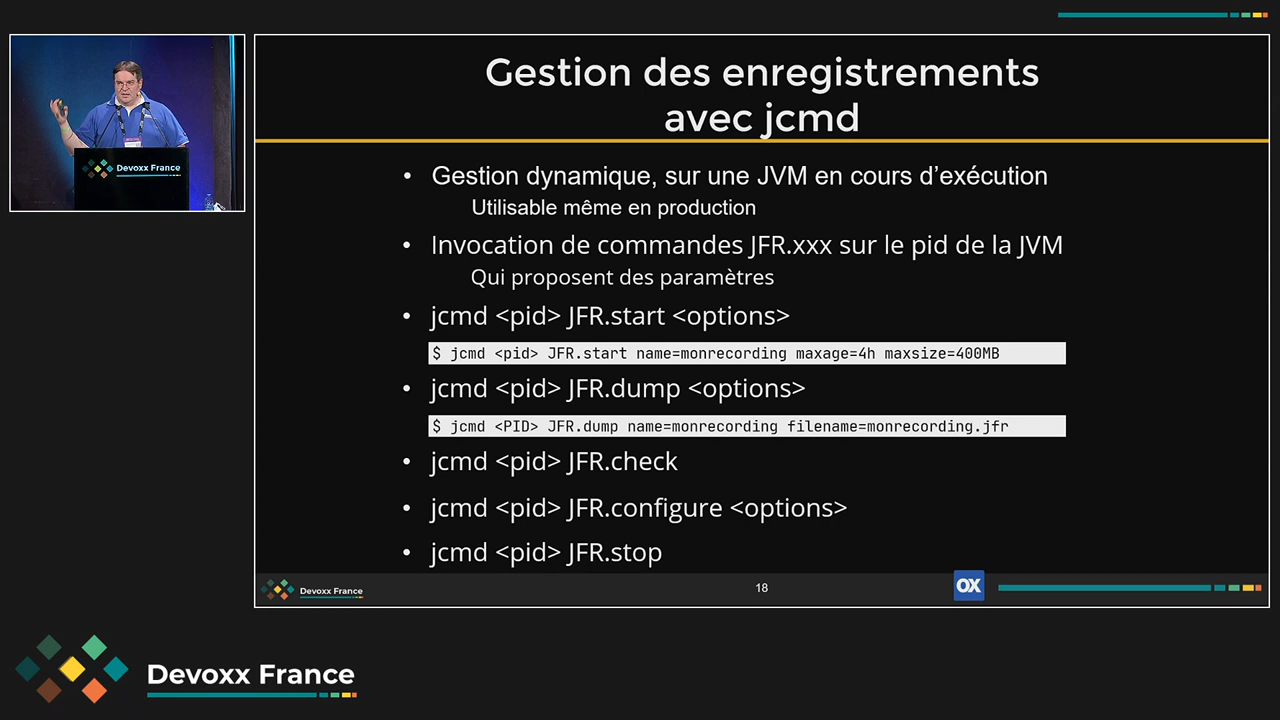 Gestion des enregistrements
avec jcmd
• Gestion dynamique, sur une JVM en cours d'exécution
Utilisable même en production
• Invocation de commandes JFR.xxx sur le pid de la JVM
Qui proposent des paramètres
• jcmd <pid> JFR.start <options>
$ jcmd <pid> JFR.start name=monrecording maxage=4h maxsize=400MB
• jcmd <pid> JFR.dump <options>
$ jcmd <PID> JFR.dump name=monrecording filename=monrecording.jfr
• jcmd <pid> JFR.check
• jcmd <pid> JFR.configure <options>
• jcmd <pid> JFR.stop
Devoxx France
18
OX
Devoxx France
Devoxx France